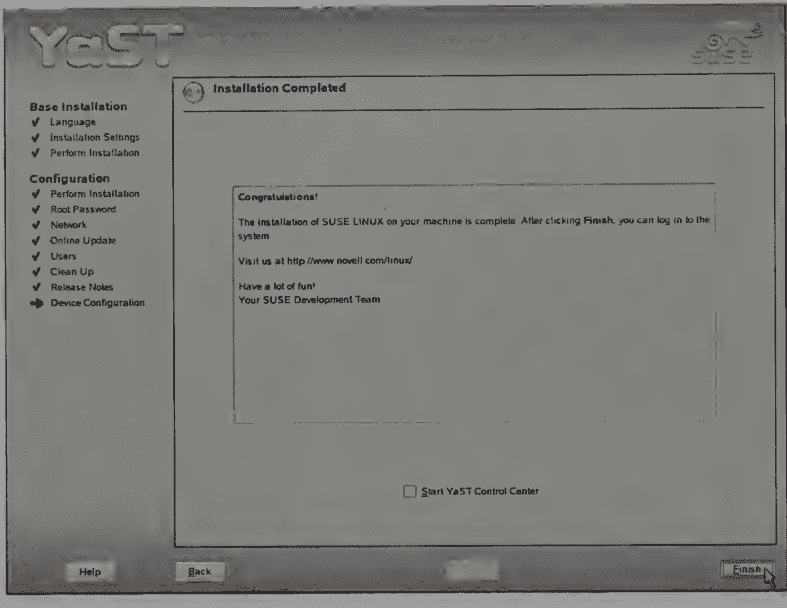 YaST
SUSE
Base Installation
Language
Installation Settings
Perform Installation
Configuration
Perform Installation
Root Password
Network
Online Update
Users
Clean Up
Release Notes
Device Configuration
Installation Completed
Congratulations!
The installation of SUSE LINUX on your machine is complete. After clicking Finish, you can log in to the
system
Visit us at http://www.novell.com/linux/
Have a lot of fun!
Your SUSE Development Team
Start YaST Control Center
Help
Back
Finish